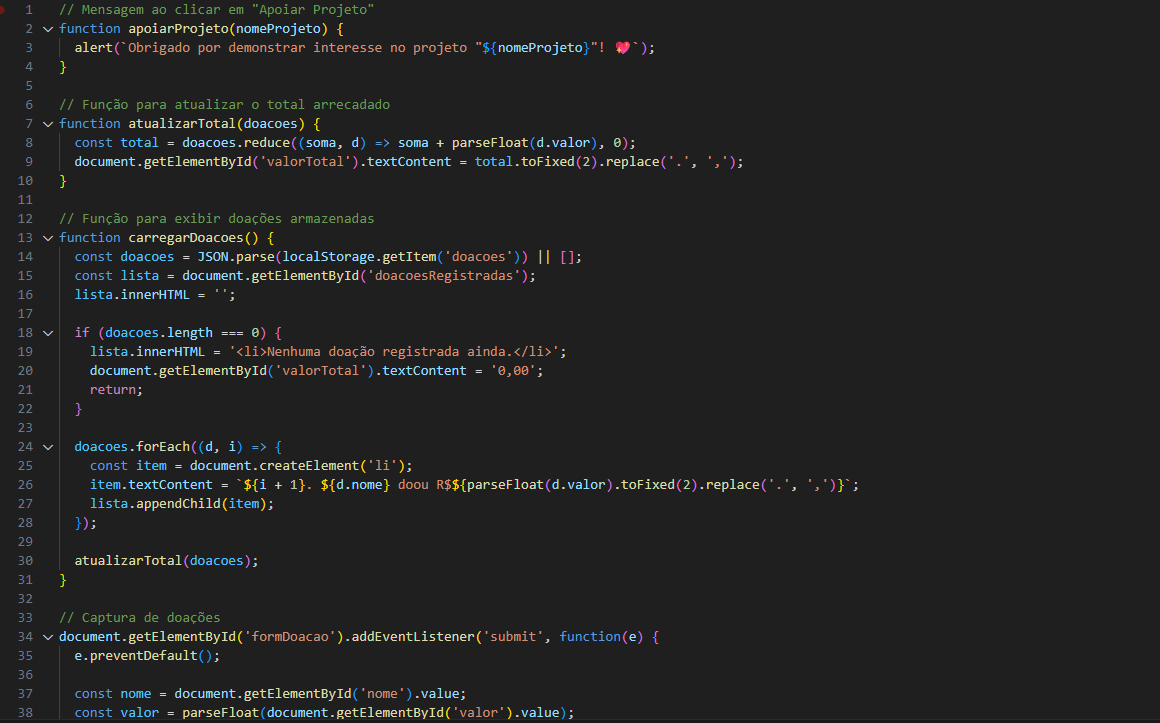 1 // Mensagem ao clicar em "Apoiar Projeto"
2 function apoiarProjeto(nomeProjeto) {
3   alert(`Obrigado por demonstrar interesse no projeto "${nomeProjeto}"! 💖`);
4 }
5
6 // Função para atualizar o total arrecadado
7 function atualizarTotal(doacoes) {
8   const total = doacoes.reduce((soma, d) => soma + parseFloat(d.valor), 0);
9   document.getElementById('valorTotal').textContent = total.toFixed(2).replace('.', ',');
10 }
11
12 // Função para exibir doações armazenadas
13 function carregarDoacoes() {
14   const doacoes = JSON.parse(localStorage.getItem('doacoes')) || [];
15   const lista = document.getElementById('doacoesRegistradas');
16   lista.innerHTML = '';
17
18   if (doacoes.length === 0) {
19     lista.innerHTML = '<li>Nenhuma doação registrada ainda.</li>';
20     document.getElementById('valorTotal').textContent = '0,00';
21     return;
22   }
23
24   doacoes.forEach((d, i) => {
25     const item = document.createElement('li');
26     item.textContent = `${i + 1}. ${d.nome} doou R$${parseFloat(d.valor).toFixed(2).replace('.', ',')}`;
27     lista.appendChild(item);
28   });
29
30   atualizarTotal(doacoes);
31 }
32
33 // Captura de doações
34 document.getElementById('formDoacao').addEventListener('submit', function(e) {
35   e.preventDefault();
36
37   const nome = document.getElementById('nome').value;
38   const valor = parseFloat(document.getElementById('valor').value);